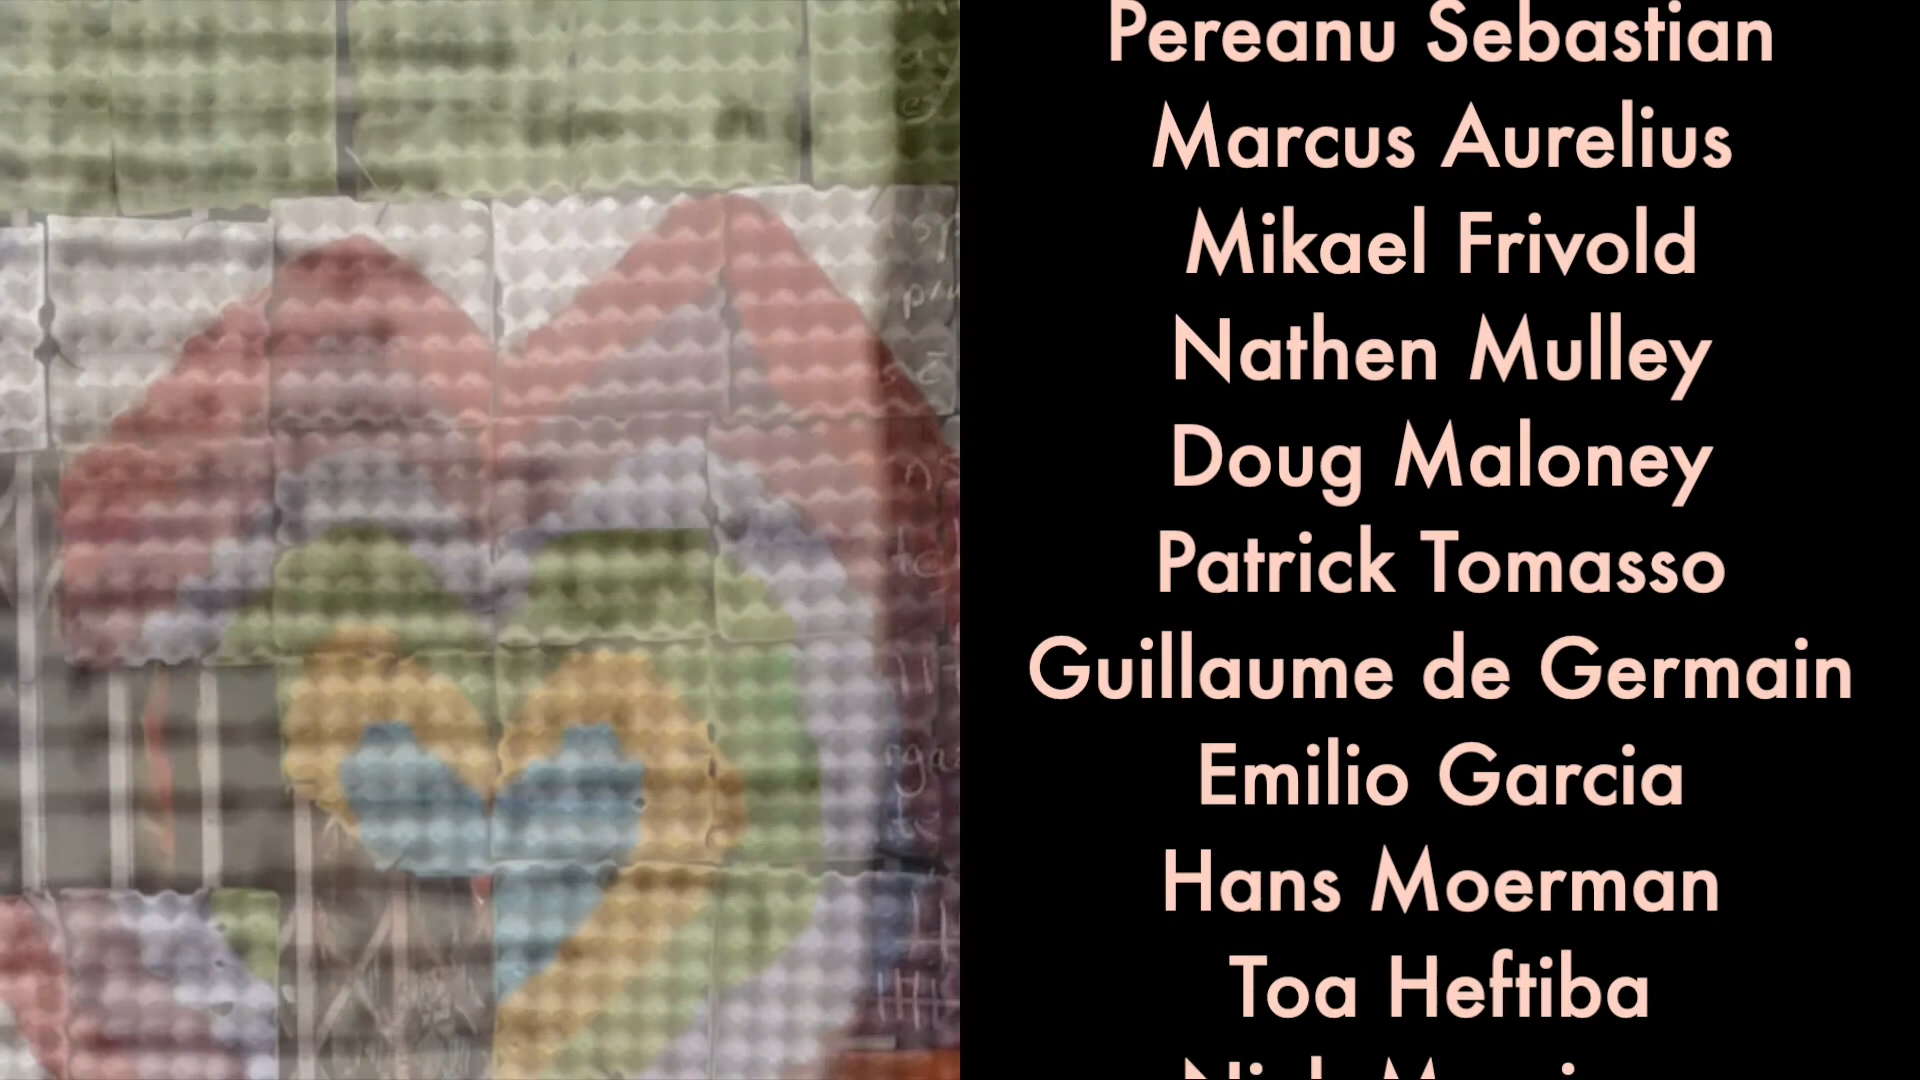 Pereanu Sebastian
Marcus Aurelius
Mikael Frivold
Nathen Mulley
Doug Maloney
Patrick Tomasso
Guillaume de Germain
Emilio Garcia
Hans Moerman
Toa Heftiba